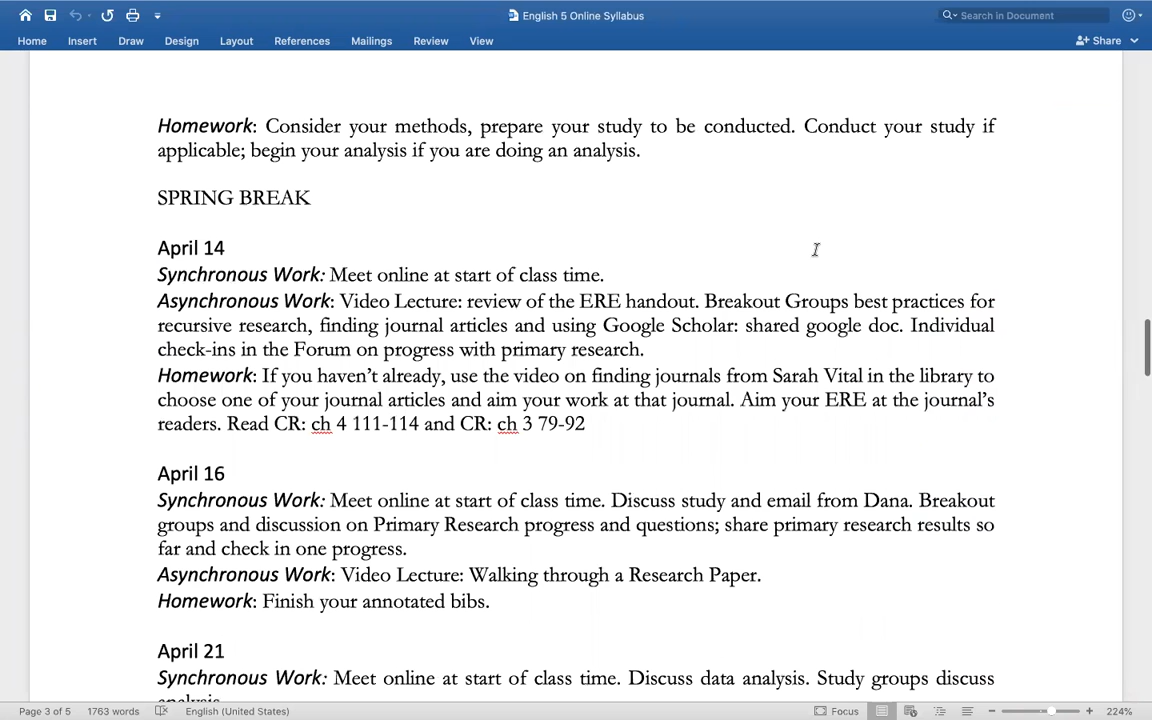 English 5 Online Syllabus
Search in Document
Home Insert Draw Design Layout References Mailings Review View Share
Homework: Consider your methods, prepare your study to be conducted. Conduct your study if
applicable; begin your analysis if you are doing an analysis.
SPRING BREAK
April 14
Synchronous Work: Meet online at start of class time.
Asynchronous Work: Video Lecture: review of the ERE handout. Breakout Groups best practices for
recursive research, finding journal articles and using Google Scholar: shared google doc. Individual
check-ins in the Forum on progress with primary research.
Homework: If you haven't already, use the video on finding journals from Sarah Vital in the library to
choose one of your journal articles and aim your work at that journal. Aim your ERE at the journal's
readers. Read CR: ch 4 111-114 and CR: ch 3 79-92
April 16
Synchronous Work: Meet online at start of class time. Discuss study and email from Dana. Breakout
groups and discussion on Primary Research progress and questions; share primary research results so
far and check in one progress.
Asynchronous Work: Video Lecture: Walking through a Research Paper.
Homework: Finish your annotated bibs.
April 21
Synchronous Work: Meet online at start of class time. Discuss data analysis. Study groups discuss
analysis.
Page 3 of 5 1763 words English (United States) Focus 224%